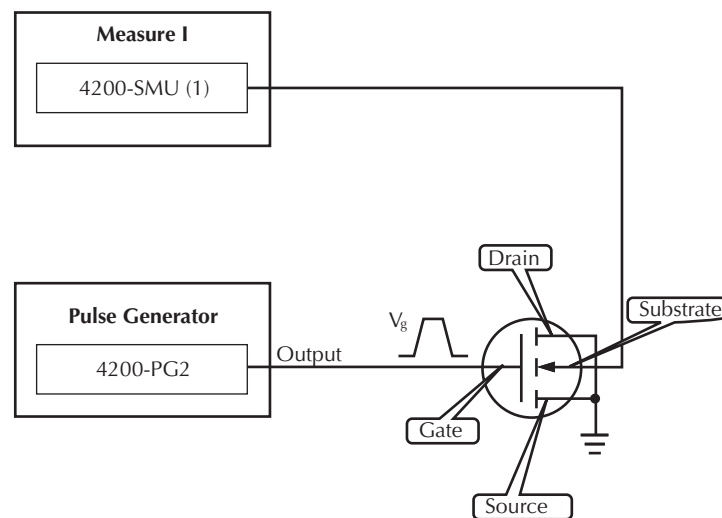 Measure I
4200-SMU (1)
Drain
Substrate
Pulse Generator
Vg
4200-PG2
Output
Gate
Source